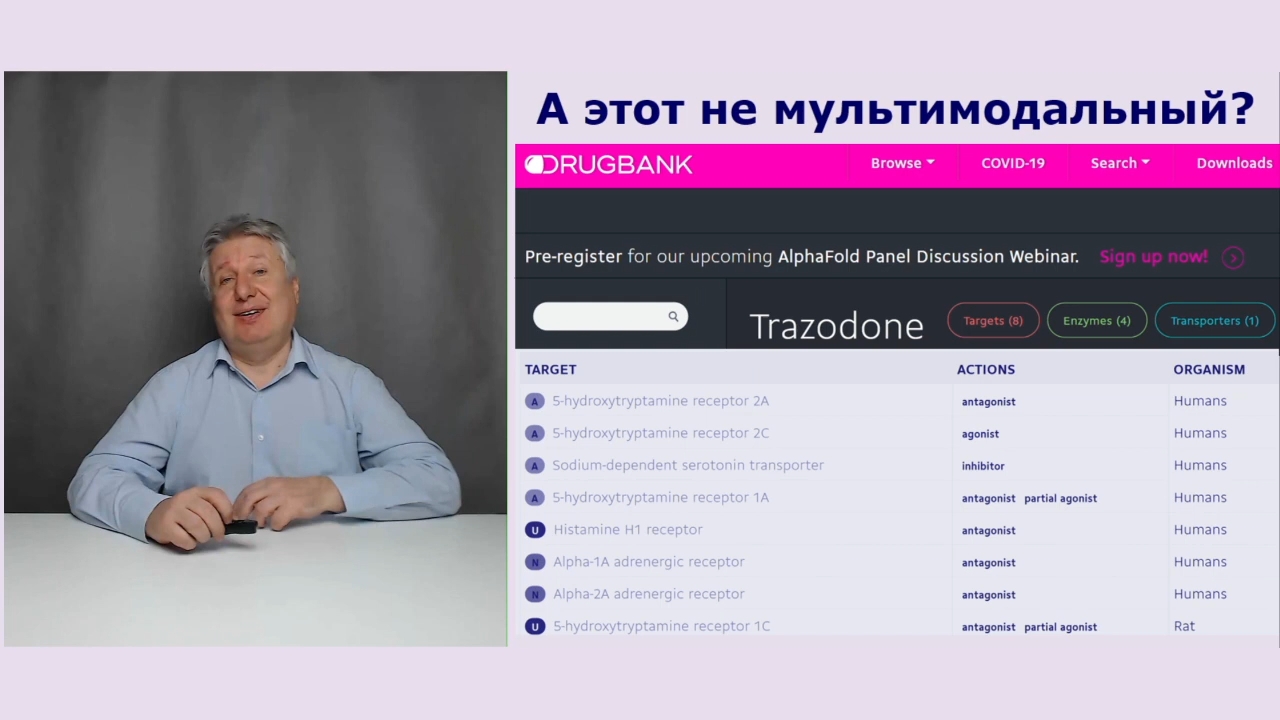 А этот не мультимодальный?
DRUGBANK Browse COVID-19 Search Downloads
Pre-register for our upcoming AlphaFold Panel Discussion Webinar. Sign up now!
Trazodone Targets (8) Enzymes (4) Transporters (1)
TARGET ACTIONS ORGANISM
A 5-hydroxytryptamine receptor 2A antagonist Humans
A 5-hydroxytryptamine receptor 2C agonist Humans
A Sodium-dependent serotonin transporter inhibitor Humans
A 5-hydroxytryptamine receptor 1A antagonist partial agonist Humans
U Histamine H1 receptor antagonist Humans
N Alpha-1A adrenergic receptor antagonist Humans
N Alpha-2A adrenergic receptor antagonist Humans
U 5-hydroxytryptamine receptor 1C antagonist partial agonist Rat